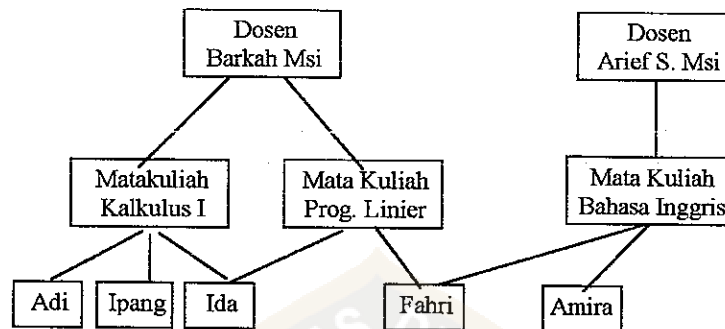 Dosen
Barkah Msi
Dosen
Arief S. Msi
Matakuliah
Kalkulus I
Mata Kuliah
Prog. Linier
Mata Kuliah
Bahasa Inggris
Adi
Ipang
Ida
Fahri
Amira